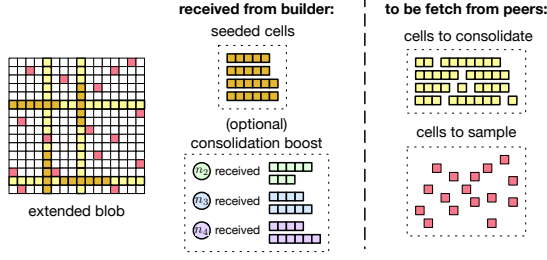 received from builder:
seeded cells
(optional)
consolidation boost
n₂ received
n₃ received
n₄ received
extended blob
to be fetch from peers:
cells to consolidate
cells to sample